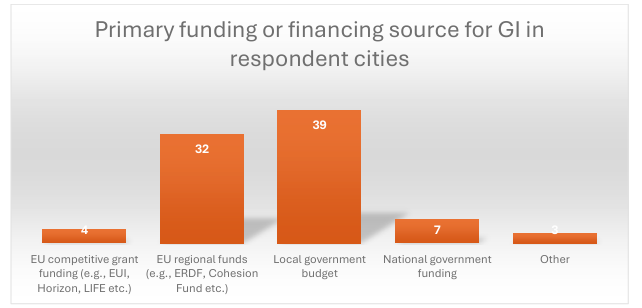 Primary funding or financing source for GI in
respondent cities
4
32
39
7
3
EU competitive grant
funding (e.g., EUI,
Horizon, LIFE etc.)
EU regional funds
(e.g., ERDF, Cohesion
Fund etc.)
Local government
budget
National government
funding
Other